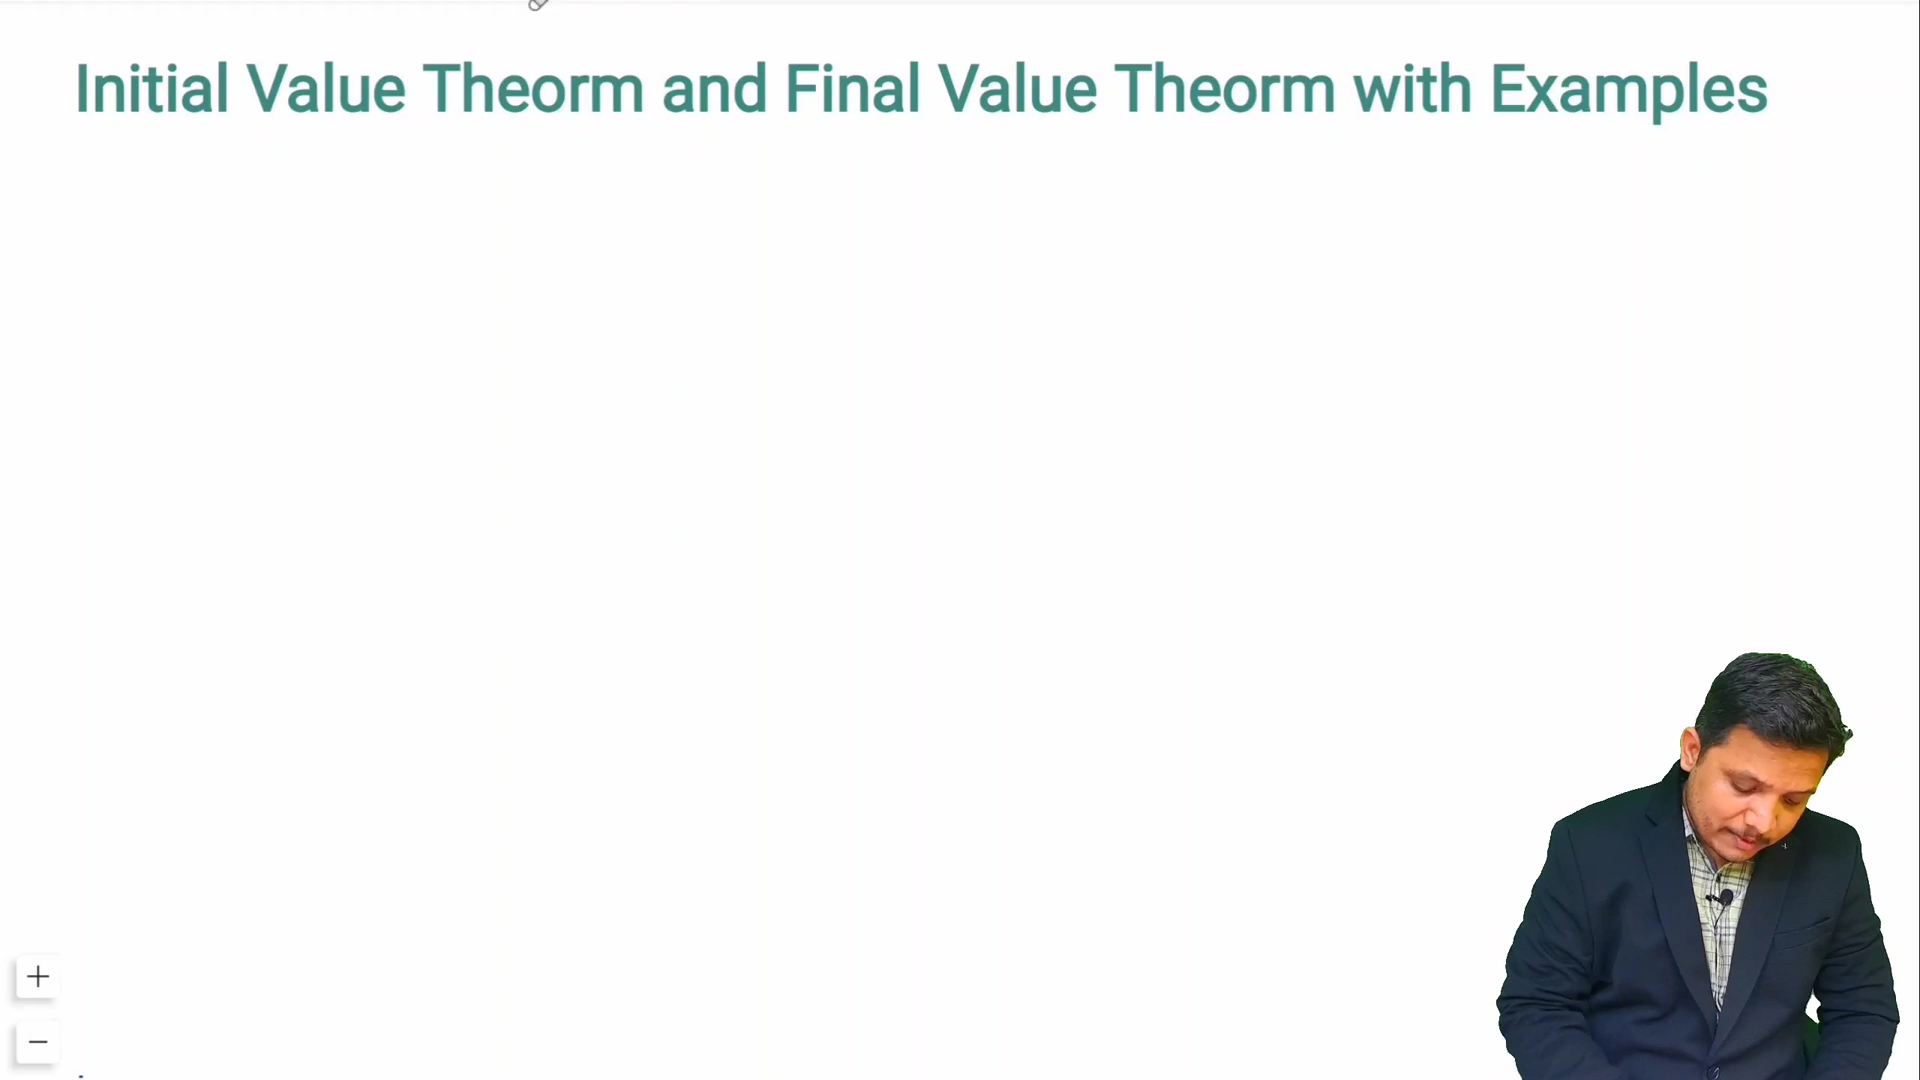 Initial Value Theorm and Final Value Theorm with Examples